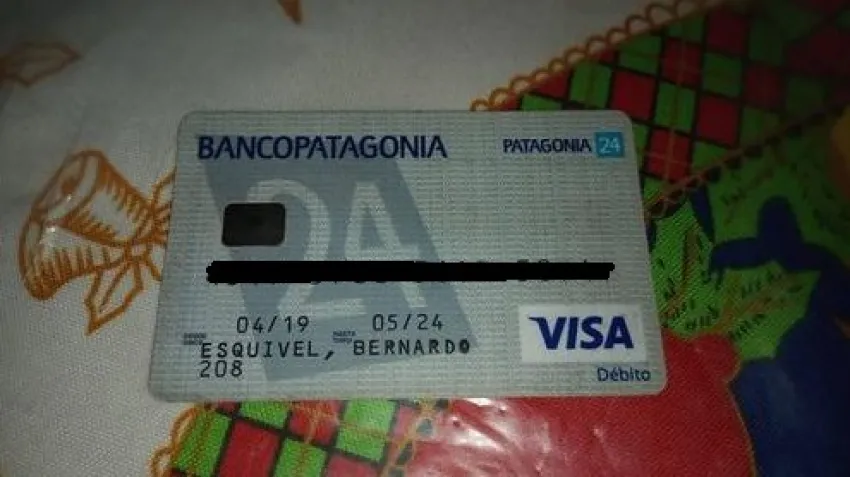 BANCOPATAGONIA
PATAGONIA 24
24
04/19 05/24
ESQUIVEL, BERNARDO
208
VISA
Débito